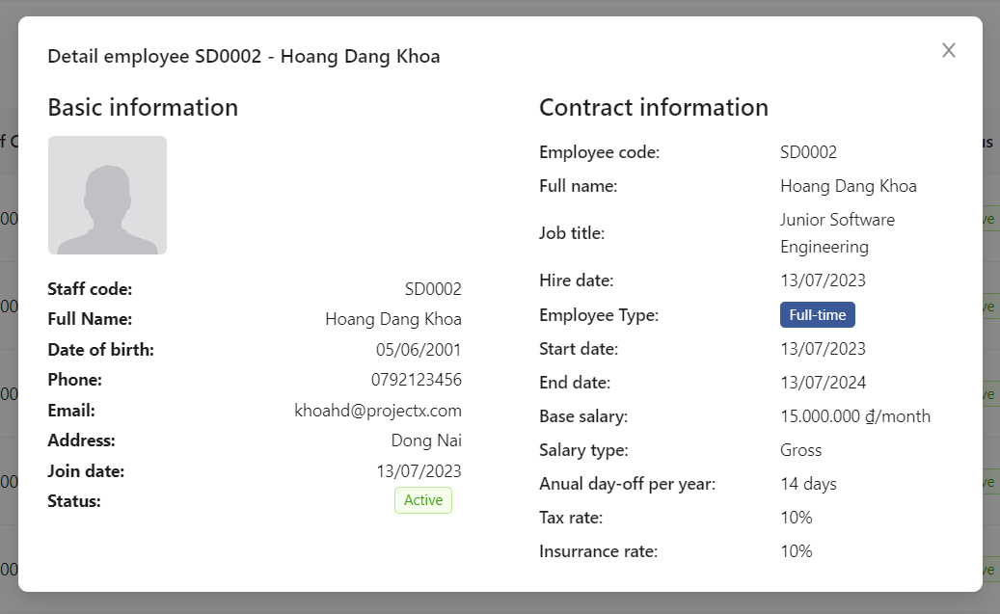 Detail employee SD0002 - Hoang Dang Khoa
Basic information
Staff code: SD0002
Full Name: Hoang Dang Khoa
Date of birth: 05/06/2001
Phone: 0792123456
Email: khoahd@projectx.com
Address: Dong Nai
Join date: 13/07/2023
Status: Active
Contract information
Employee code: SD0002
Full name: Hoang Dang Khoa
Job title: Junior Software
Engineering
Hire date: 13/07/2023
Employee Type: Full-time
Start date: 13/07/2023
End date: 13/07/2024
Base salary: 15.000.000 ₫/month
Salary type: Gross
Anual day-off per year: 14 days
Tax rate: 10%
Insurrance rate: 10%